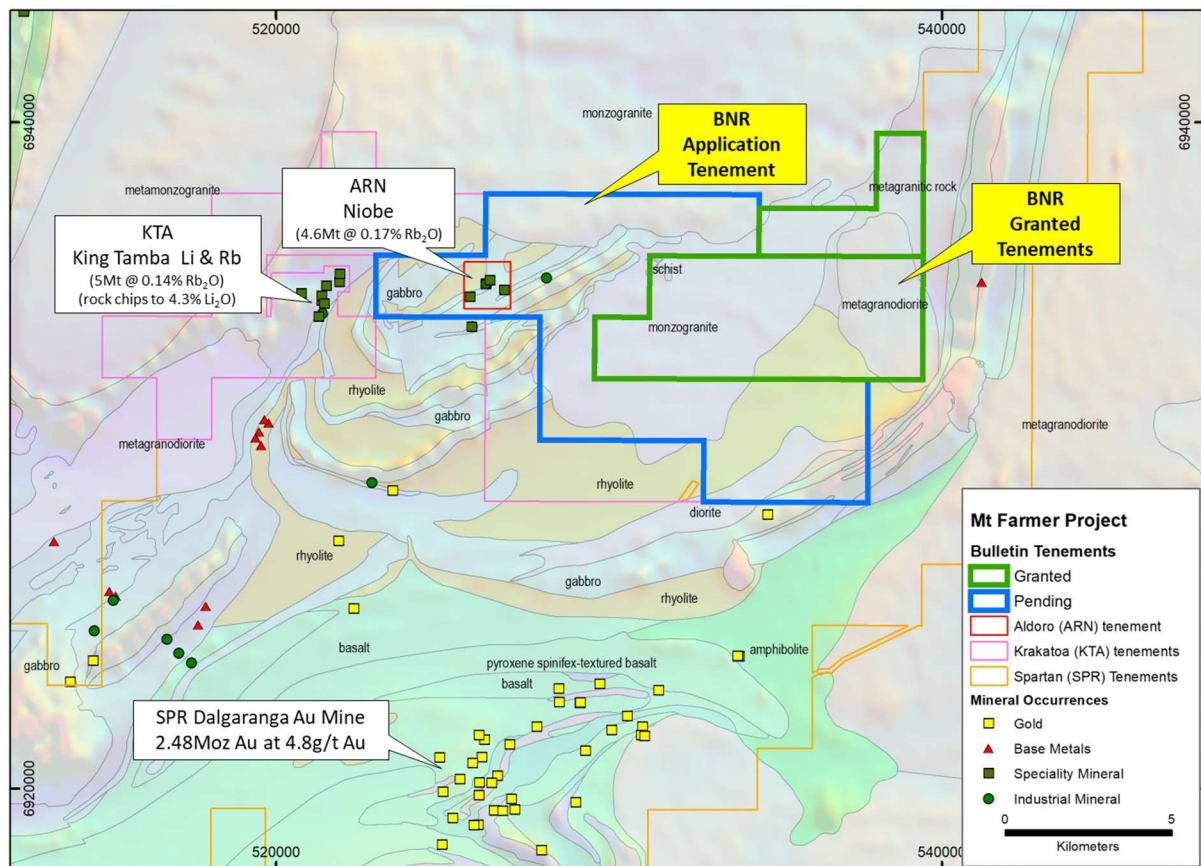 520000
540000
6940000
6940000
monzogranite
BNR
Application
Tenement
metamonzogranite
ARN
Niobe
(4.6Mt @ 0.17% Rb₂O)
metagranitic rock
BNR
Granted
Tenements
KTA
King Tamba Li & Rb
(5Mt @ 0.14% Rb₂O)
(rock chips to 4.3% Li₂O)
schist
gabbro
metagranodiorite
monzogranite
rhyolite
gabbro
metagranodiorite
metagranodiorite
rhyolite
diorite
rhyolite
gabbro
rhyolite
basalt
amphibolite
gabbro
pyroxene spinifex-textured basalt
basalt
SPR Dalgaranga Au Mine
2.48Moz Au at 4.8g/t Au
6920000
520000
540000
Mt Farmer Project
Bulletin Tenements
Granted
Pending
Aldoro (ARN) tenement
Krakatoa (KTA) tenements
Spartan (SPR) Tenements
Mineral Occurrences
Gold
Base Metals
Speciality Mineral
Industrial Mineral
0 5
Kilometers